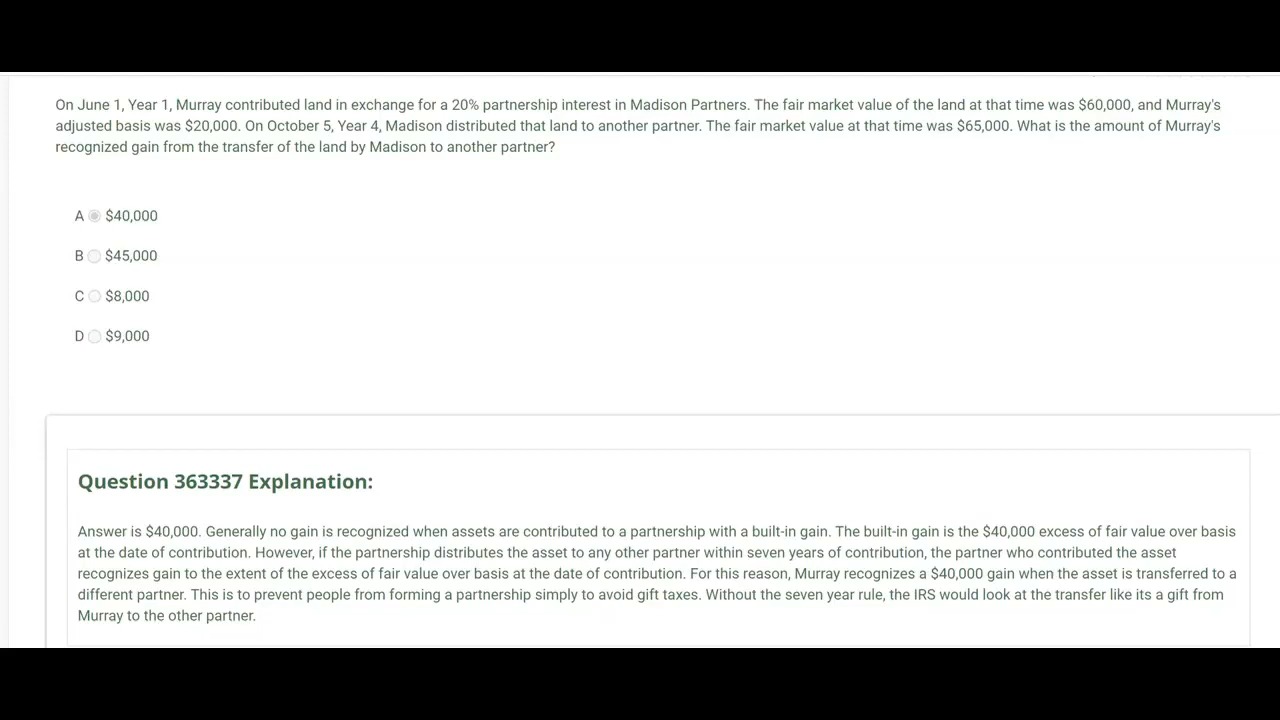 On June 1, Year 1, Murray contributed land in exchange for a 20% partnership interest in Madison Partners. The fair market value of the land at that time was $60,000, and Murray's
adjusted basis was $20,000. On October 5, Year 4, Madison distributed that land to another partner. The fair market value at that time was $65,000. What is the amount of Murray's
recognized gain from the transfer of the land by Madison to another partner?
A $40,000
B $45,000
C $8,000
D $9,000
Question 363337 Explanation:
Answer is $40,000. Generally no gain is recognized when assets are contributed to a partnership with a built-in gain. The built-in gain is the $40,000 excess of fair value over basis
at the date of contribution. However, if the partnership distributes the asset to any other partner within seven years of contribution, the partner who contributed the asset
recognizes gain to the extent of the excess of fair value over basis at the date of contribution. For this reason, Murray recognizes a $40,000 gain when the asset is transferred to a
different partner. This is to prevent people from forming a partnership simply to avoid gift taxes. Without the seven year rule, the IRS would look at the transfer like its a gift from
Murray to the other partner.